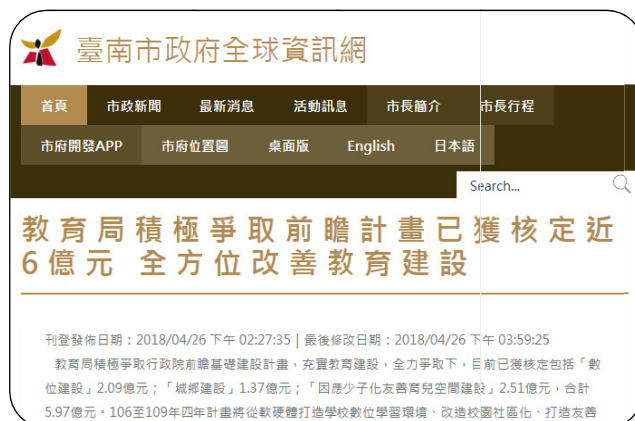 臺南市政府全球資訊網
首頁 市政新聞 最新消息 活動訊息 市長簡介 市長行程
市府開發APP 市府位置圖 桌面版 English 日本語
Search...
教育局積極爭取前瞻計畫已獲核定近
6億元 全方位改善教育建設
刊登發佈日期：2018/04/26 下午 02:27:35 | 最後修改日期：2018/04/26 下午 03:59:25
教育局積極爭取行政院前瞻基礎建設計畫，充實教育建設，全力爭取下，目前已獲核定包括「數
位建設」2.09億元；「城鄉建設」1.37億元；「因應少子化友善育兒空間建設」2.51億元，合計
5.97億元。106至109年四年計畫將從軟硬體打造學校數位學習環境、改造校園社區化、打造友善